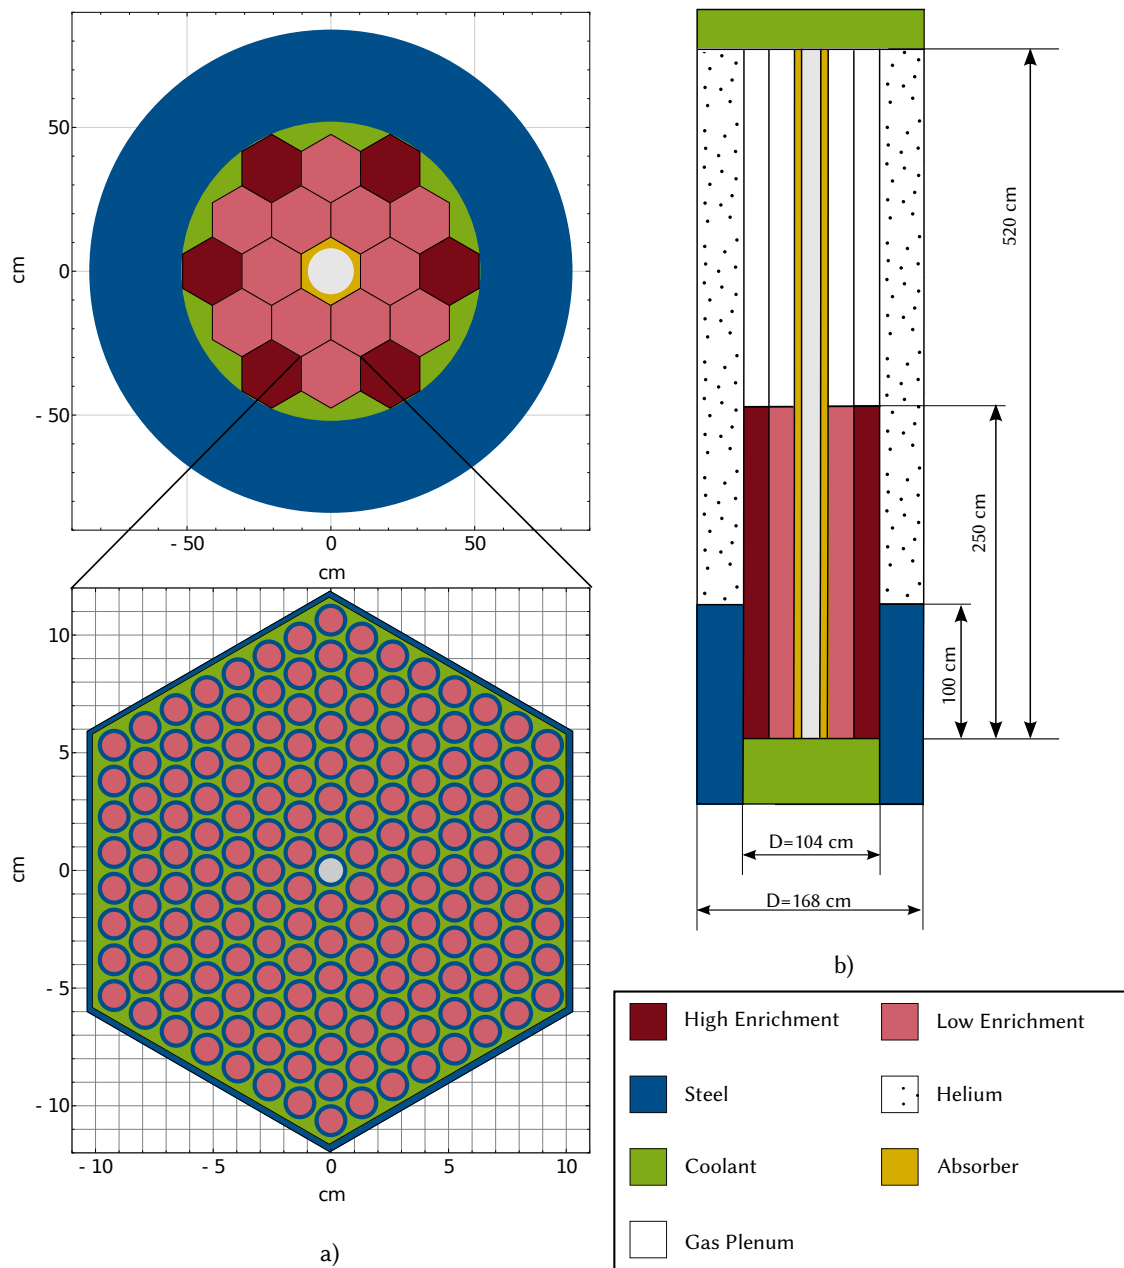 50
0
- 50
cm
- 50
0
50
cm
10
5
0
- 5
- 10
cm
- 10
- 5
0
5
10
cm
a)
520 cm
250 cm
100 cm
D=104 cm
D=168 cm
b)
High Enrichment
Low Enrichment
Steel
Helium
Coolant
Absorber
Gas Plenum